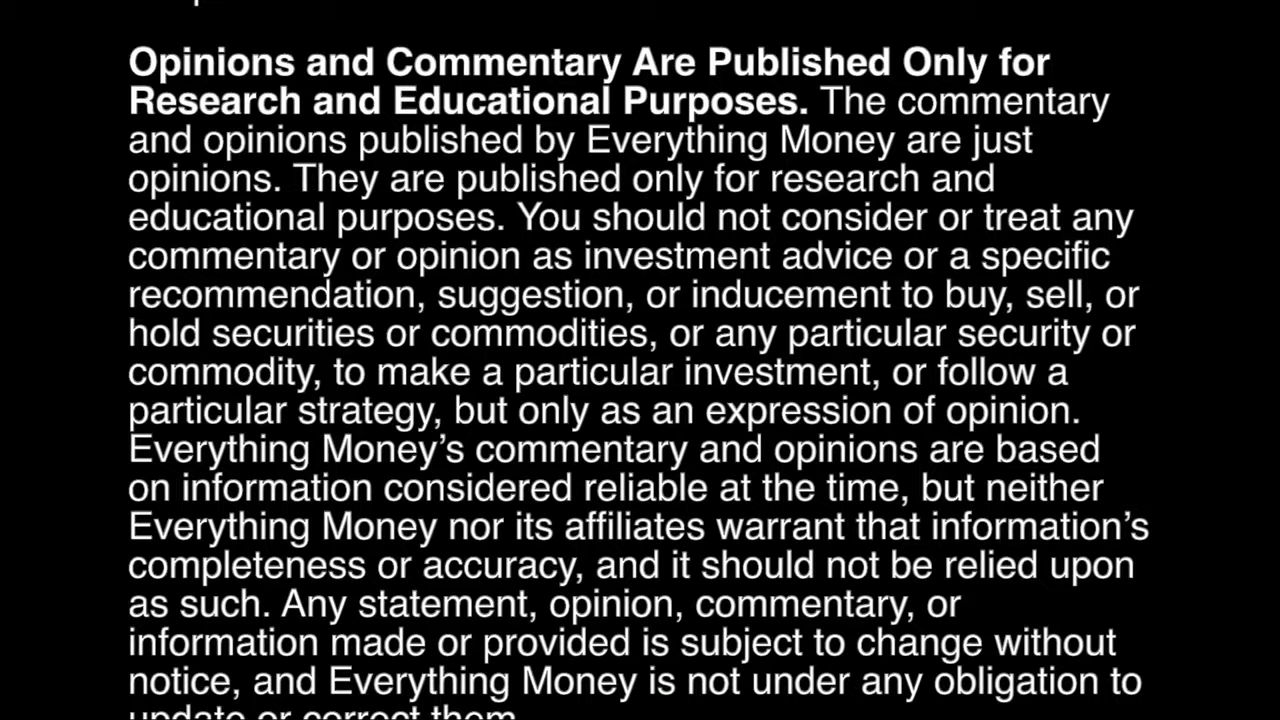 Opinions and Commentary Are Published Only for
Research and Educational Purposes. The commentary
and opinions published by Everything Money are just
opinions. They are published only for research and
educational purposes. You should not consider or treat any
commentary or opinion as investment advice or a specific
recommendation, suggestion, or inducement to buy, sell, or
hold securities or commodities, or any particular security or
commodity, to make a particular investment, or follow a
particular strategy, but only as an expression of opinion.
Everything Money’s commentary and opinions are based
on information considered reliable at the time, but neither
Everything Money nor its affiliates warrant that information’s
completeness or accuracy, and it should not be relied upon
as such. Any statement, opinion, commentary, or
information made or provided is subject to change without
notice, and Everything Money is not under any obligation to
update or correct them.